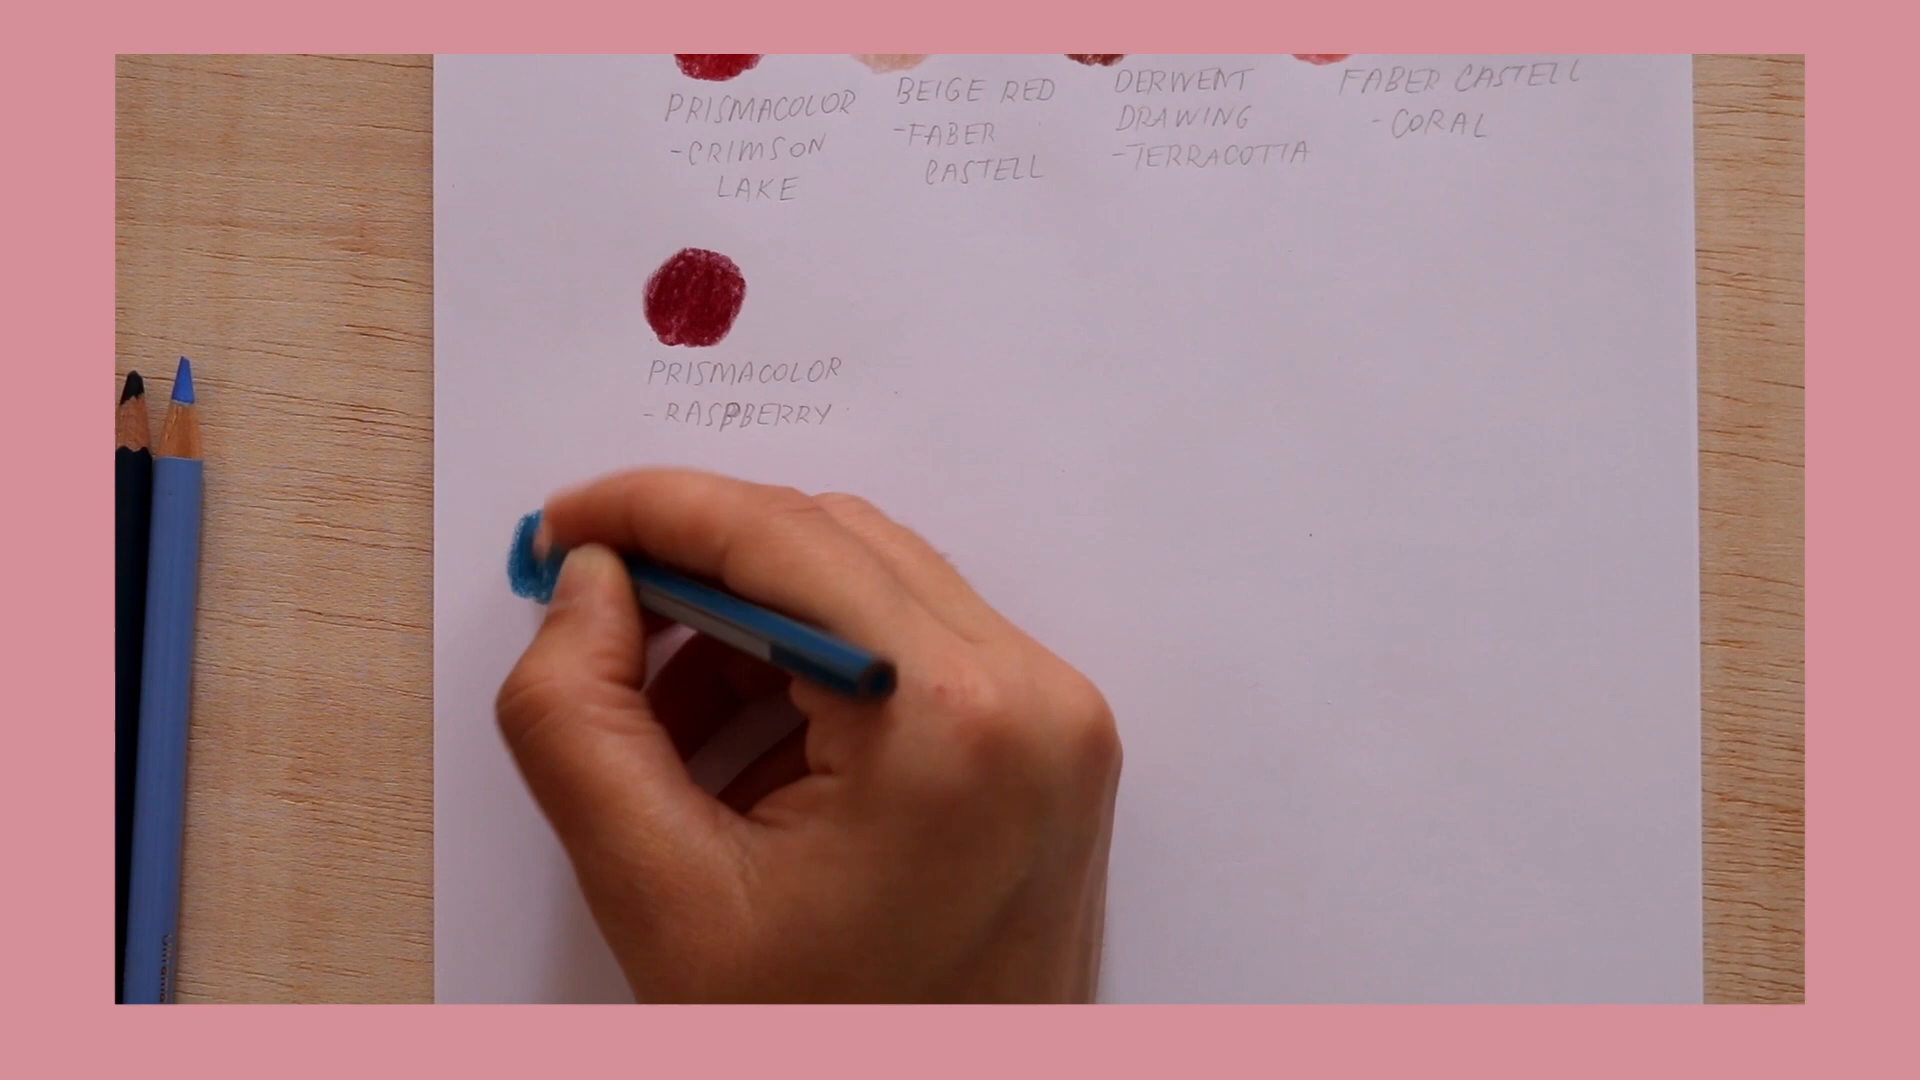 PRISMACOLOR
-CRIMSON
LAKE
BEIGE RED
-FABER
CASTELL
DERWENT
DRAWING
-TERRACOTTA
FABER CASTELL
-CORAL
PRISMACOLOR
-RASPBERRY